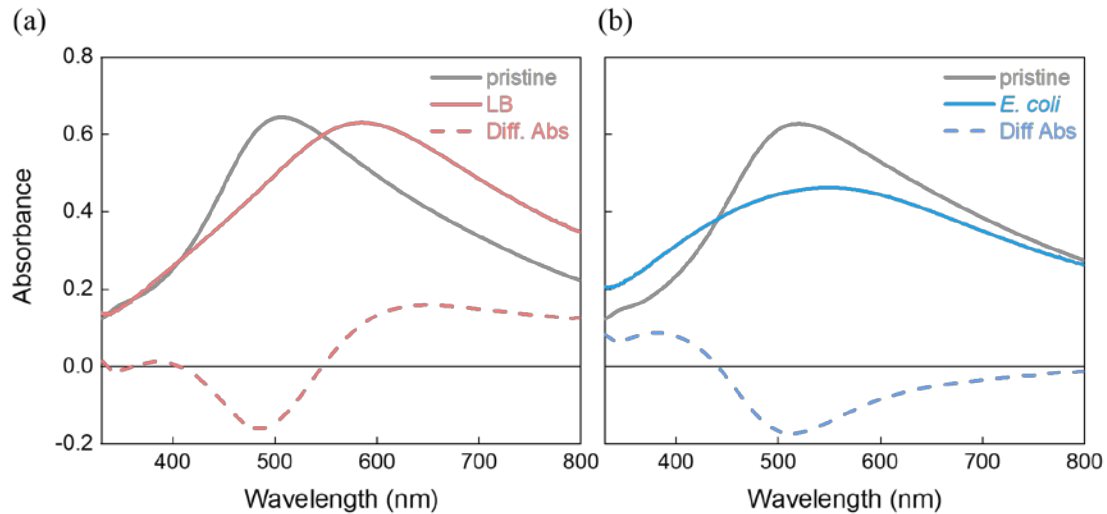 (a)
(b)
Absorbance
0.8
0.6
0.4
0.2
0.0
-0.2
pristine
LB
Diff. Abs
400
500
600
700
800
Wavelength (nm)
pristine
E. coli
Diff Abs
400
500
600
700
800
Wavelength (nm)